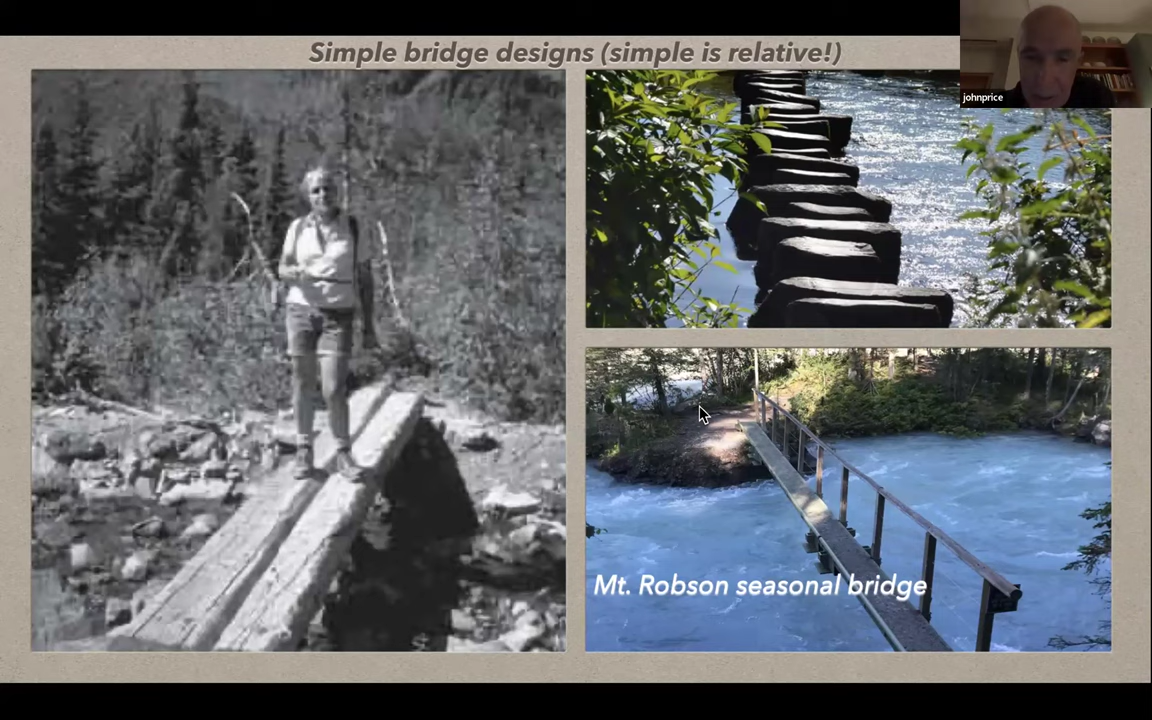 Simple bridge designs (simple is relative!)
johnprice
Mt. Robson seasonal bridge